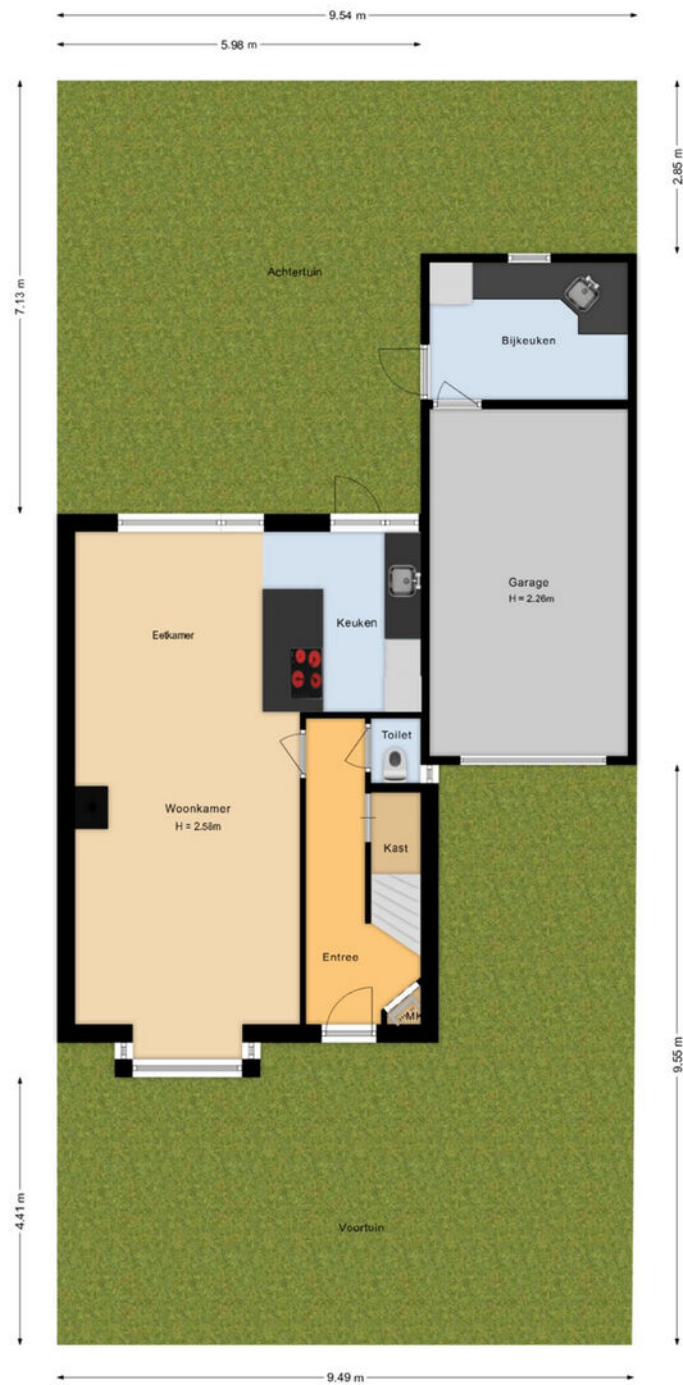 9.54 m
5.98 m
2.85 m
7.13 m
Achtertuin
Bijkeuken
Garage
H = 2.26m
Keuken
Eetkamer
Toilet
Woonkamer
H = 2.58m
Kast
Entree
MK
9.55 m
4.41 m
Voortuin
9.49 m